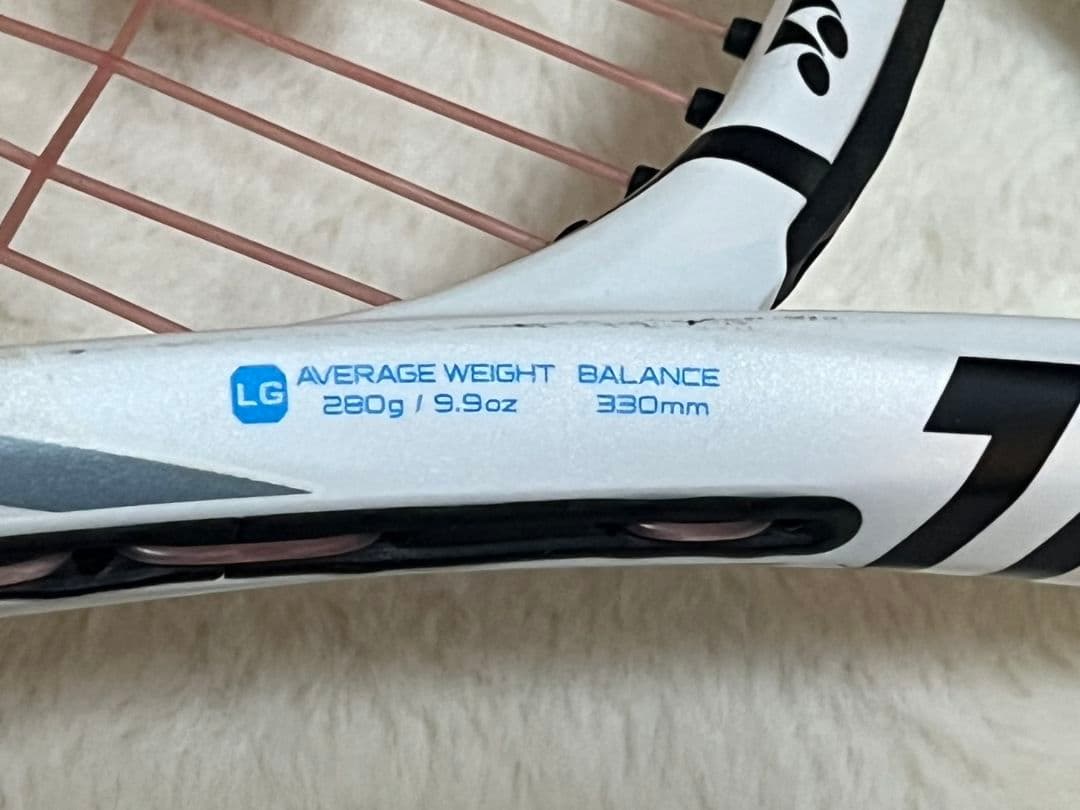 LG AVERAGE WEIGHT BALANCE
280g / 9.9oz 330mm